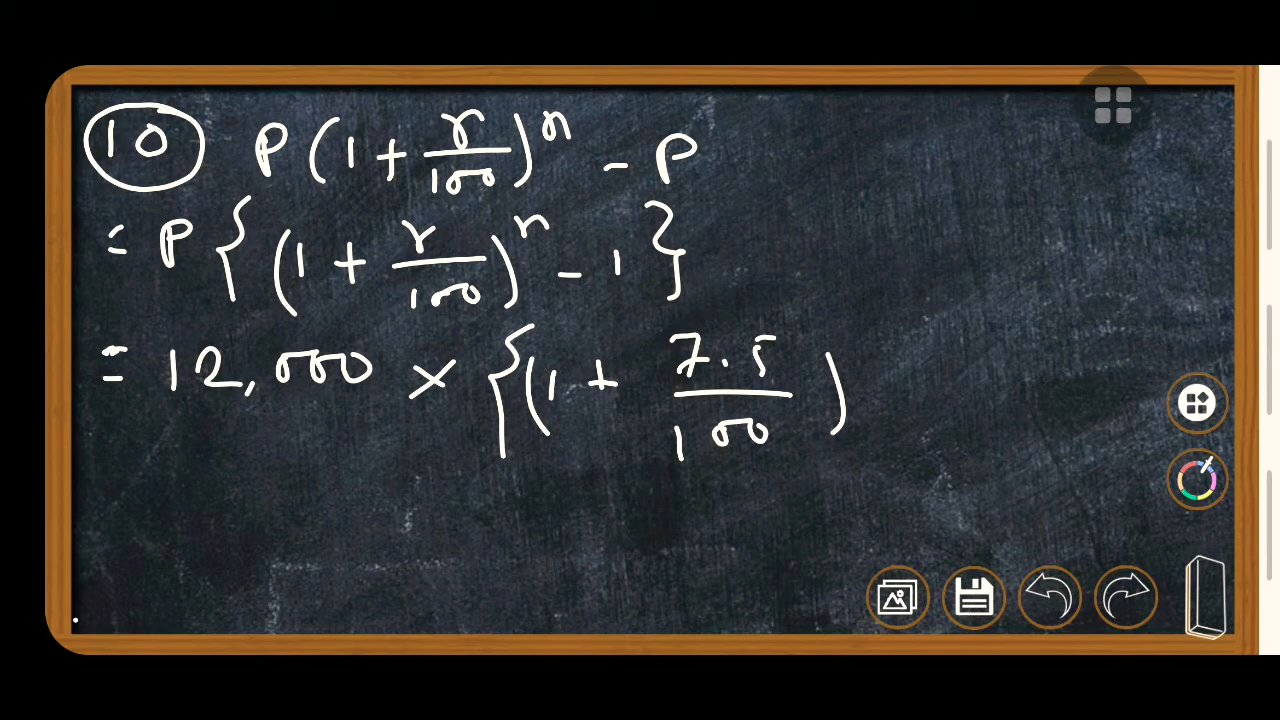 10 P(1 + r/100)^n - P
= P{(1 + r/100)^n - 1}
= 12,000 × {(1 + 7.5/100)